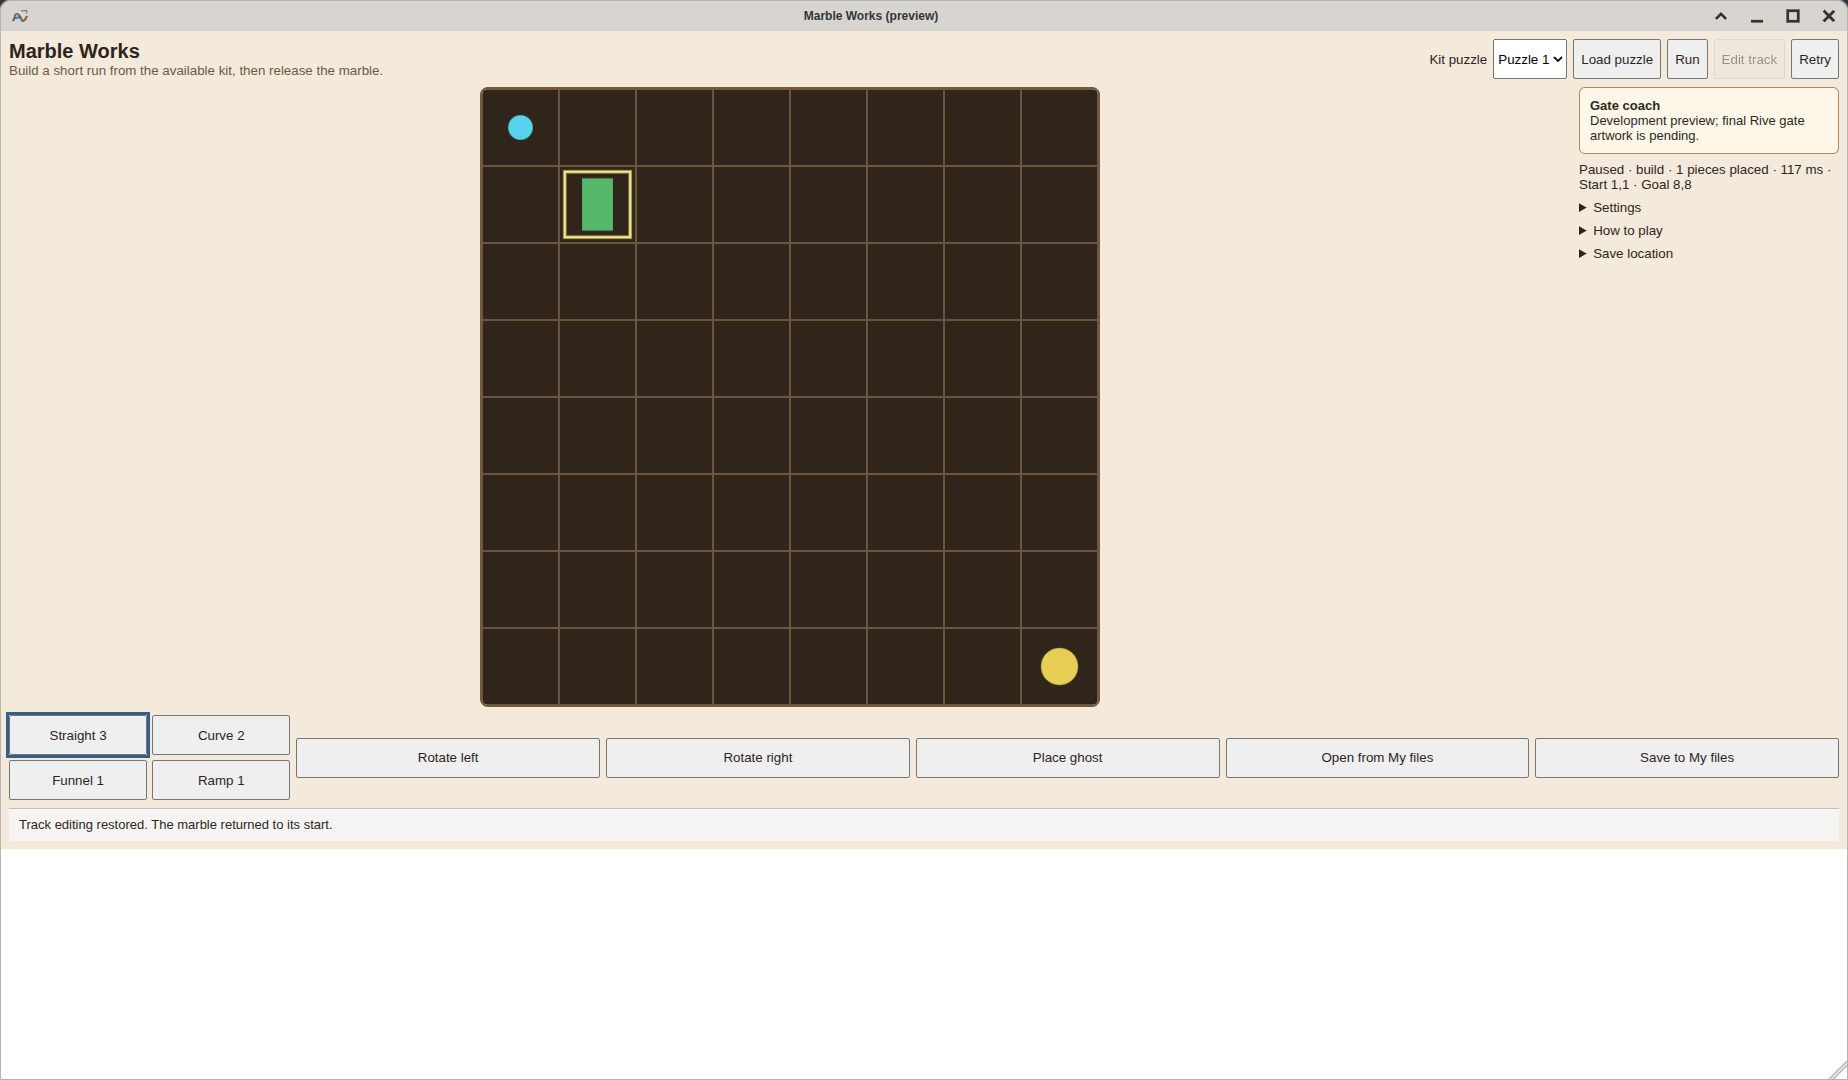 Marble Works (preview)
Marble Works
Build a short run from the available kit, then release the marble.
Kit puzzle
Puzzle 1
Load puzzle
Run
Edit track
Retry
Gate coach
Development preview; final Rive gate
artwork is pending.
Paused · build · 1 pieces placed · 117 ms ·
Start 1,1 · Goal 8,8
Settings
How to play
Save location
Straight 3
Curve 2
Funnel 1
Ramp 1
Rotate left
Rotate right
Place ghost
Open from My files
Save to My files
Track editing restored. The marble returned to its start.